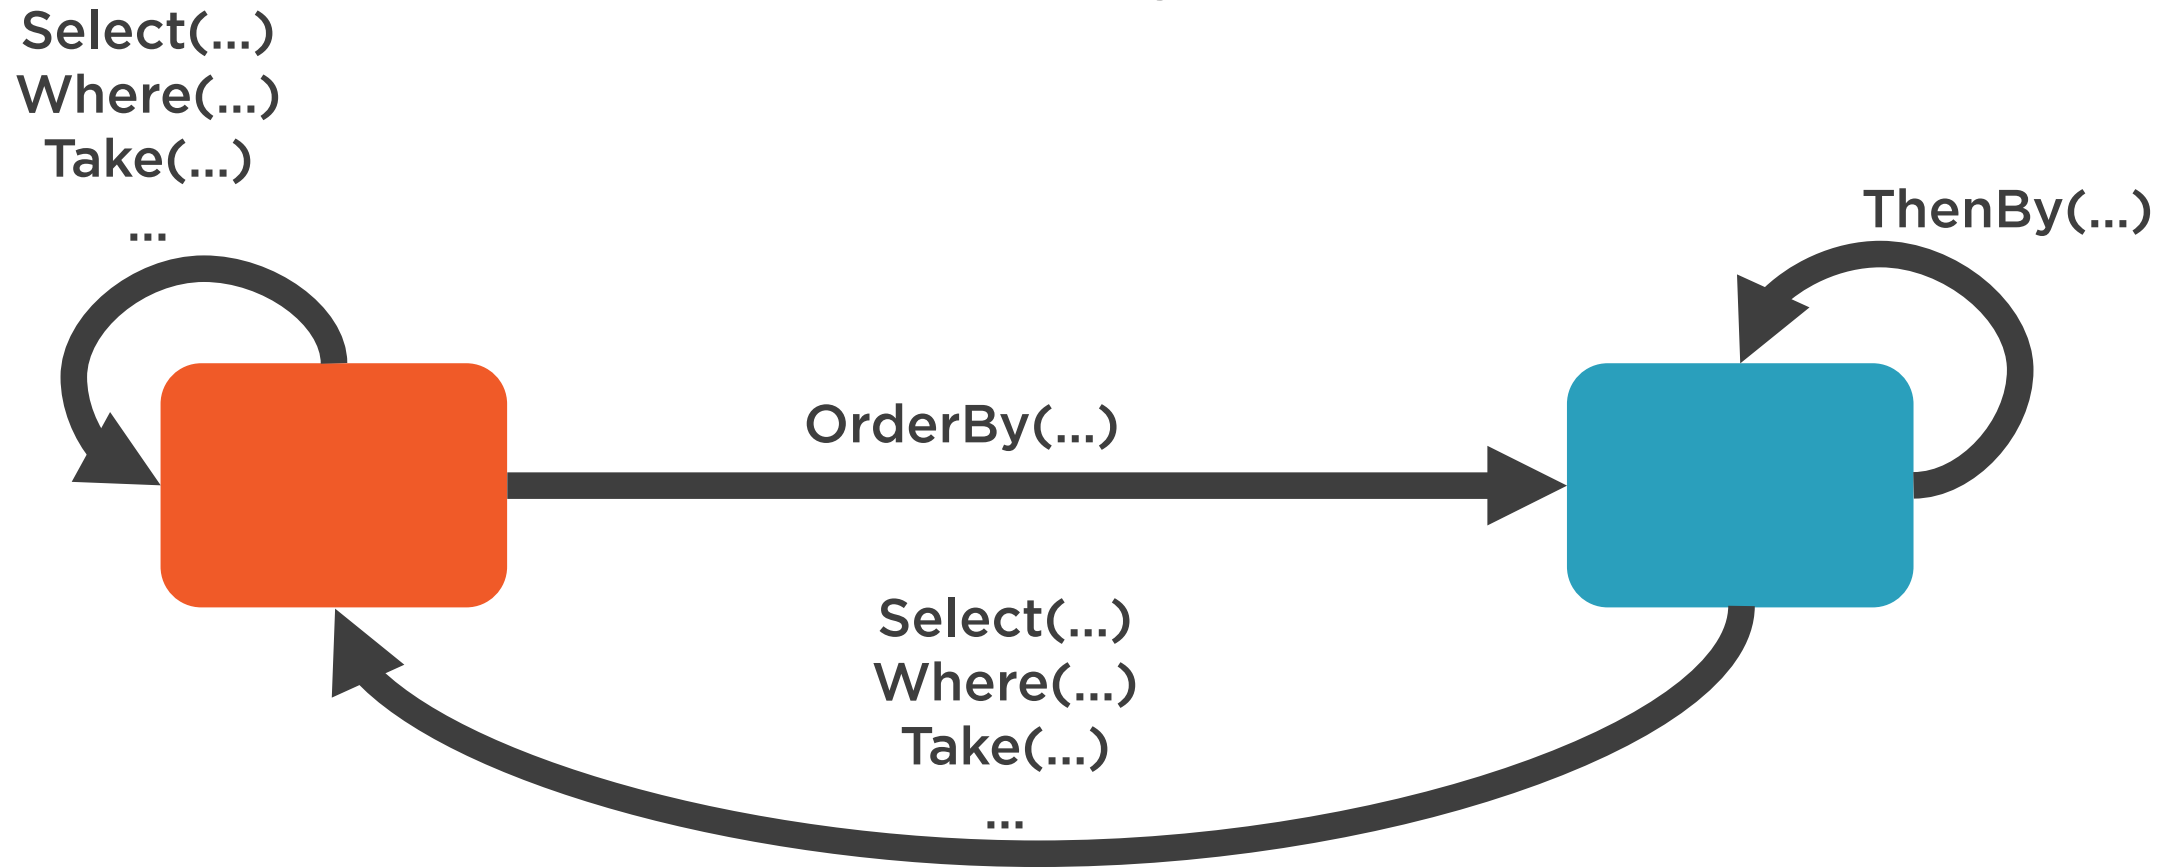 Select(...)
Where(...)
Take(...)
...
ThenBy(...)
OrderBy(...)
Select(...)
Where(...)
Take(...)
...